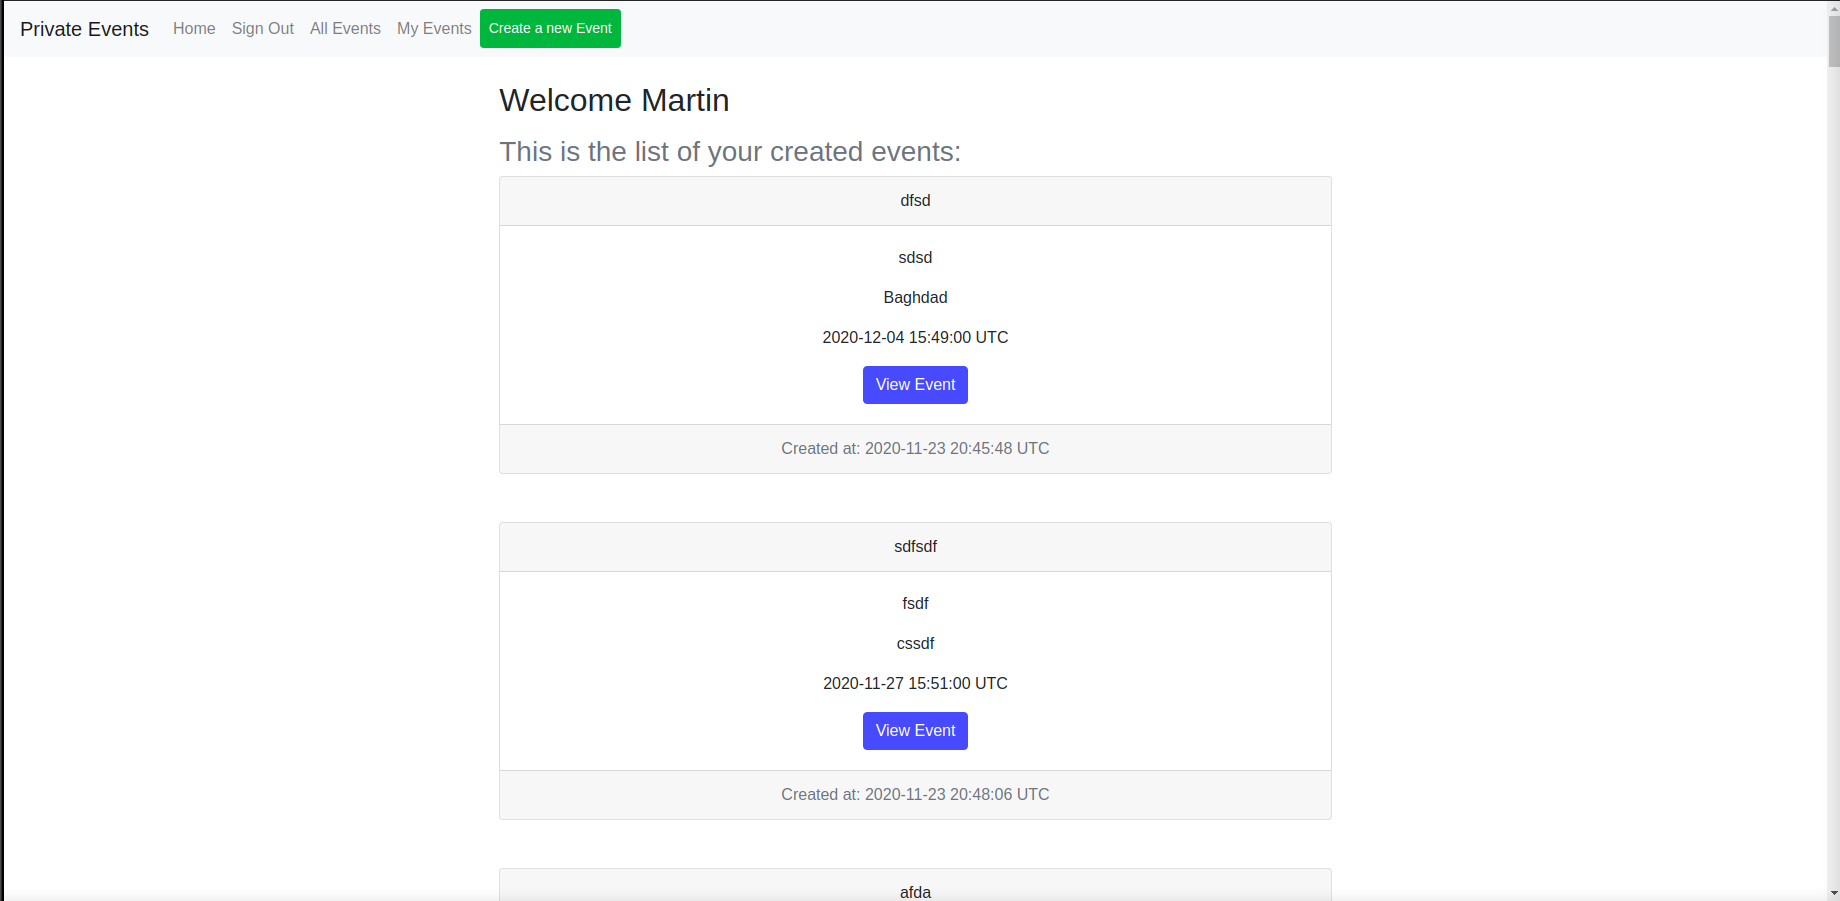 Private Events Home Sign Out All Events My Events Create a new Event
Welcome Martin
This is the list of your created events:
dfsd
sdsd
Baghdad
2020-12-04 15:49:00 UTC
View Event
Created at: 2020-11-23 20:45:48 UTC
sdfsdf
fsdf
cssdf
2020-11-27 15:51:00 UTC
View Event
Created at: 2020-11-23 20:48:06 UTC
afda